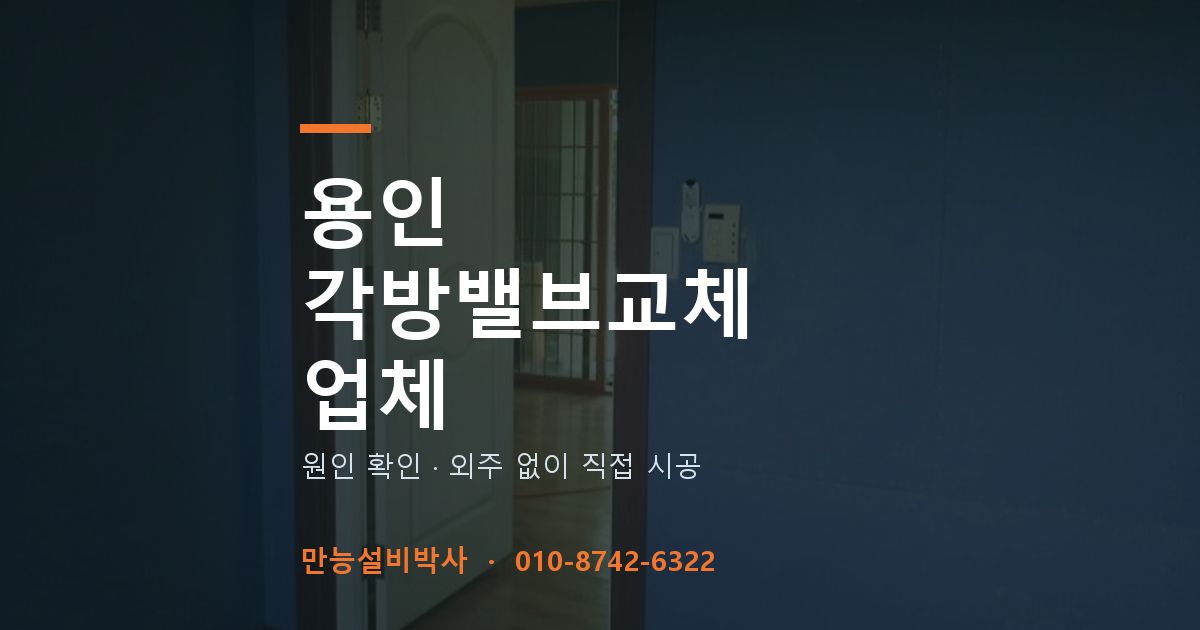 용인
각방밸브교체
업체
원인 확인 · 외주 없이 직접 시공
만능설비박사 · 010-8742-6322